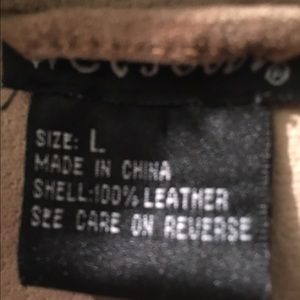 SIZE: L
MADE IN CHINA
SHELL:100% LEATHER
SEE CARE ON REVERSE